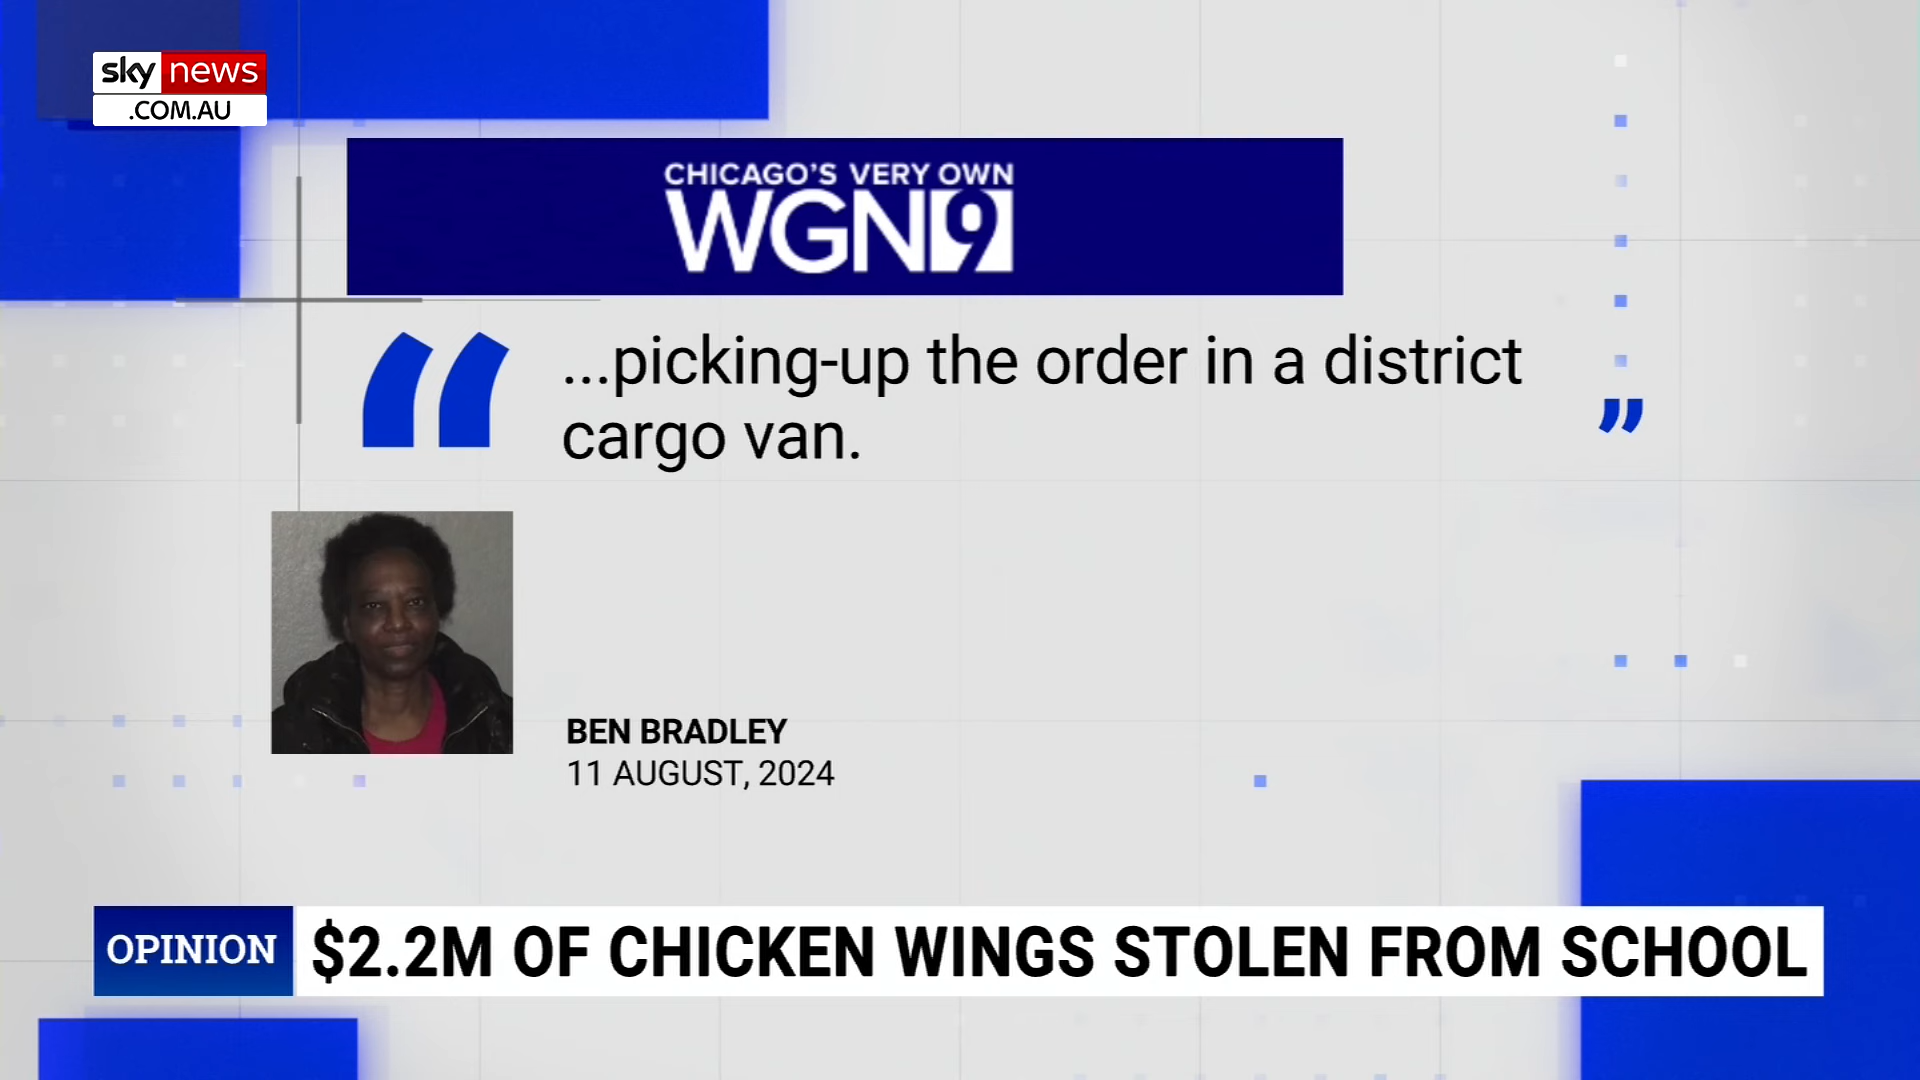 sky news
.COM.AU
CHICAGO'S VERY OWN
WGN9
“ ...picking-up the order in a district
cargo van. ”
BEN BRADLEY
11 AUGUST, 2024
OPINION $2.2M OF CHICKEN WINGS STOLEN FROM SCHOOL